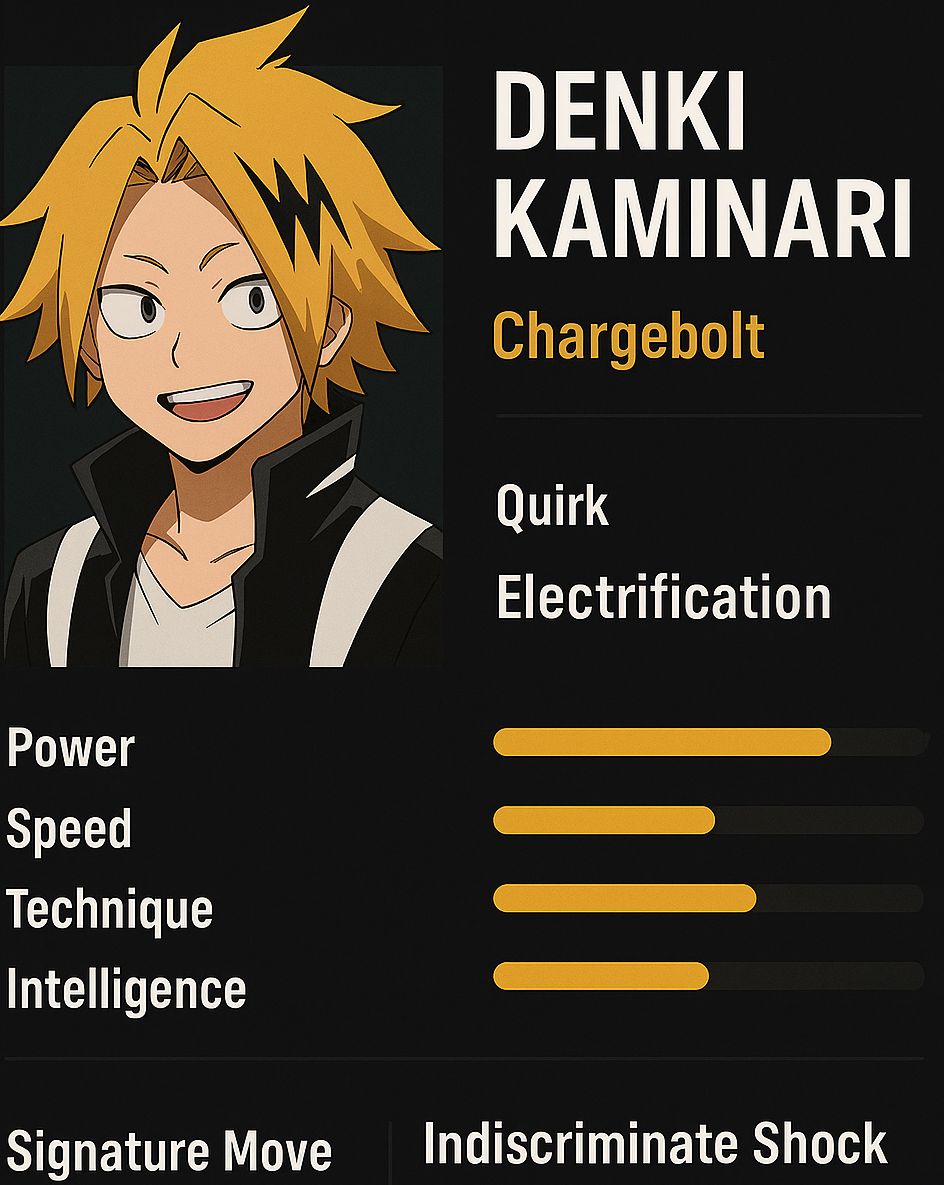 DENKI
KAMINARI
Chargebolt
Quirk
Electrification
Power
Speed
Technique
Intelligence
Signature Move
Indiscriminate Shock